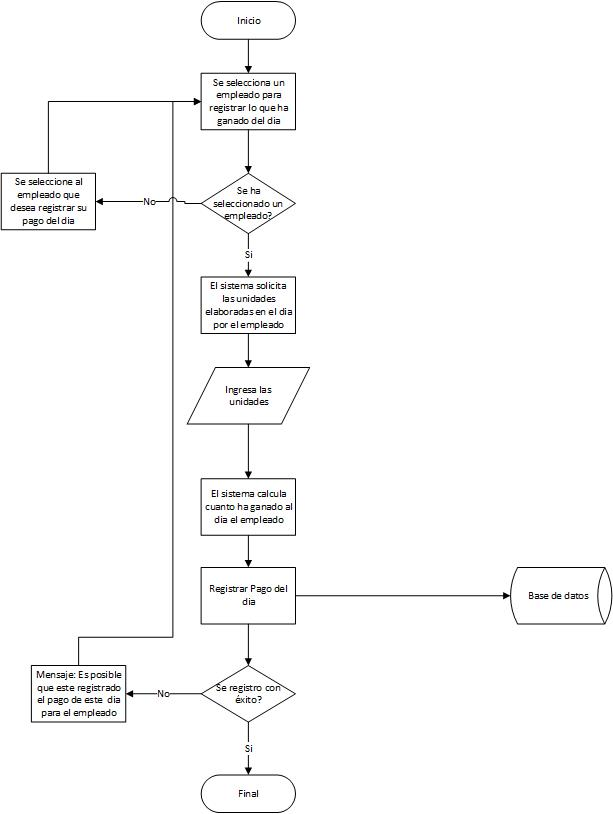 Inicio
Se selecciona un
empleado para
registrar lo que ha
ganado del dia
Se seleccione al
empleado que
desea registrar su
pago del dia
No
Se ha
seleccionado un
empleado?
Si
El sistema solicita
las unidades
elaboradas en el dia
por el empleado
Ingresa las
unidades
El sistema calcula
cuanto ha ganado al
dia el empleado
Registrar Pago del
dia
Base de datos
Mensaje: Es posible
que este registrado
el pago de este dia
para el empleado
No
Se registro con
éxito?
Si
Final